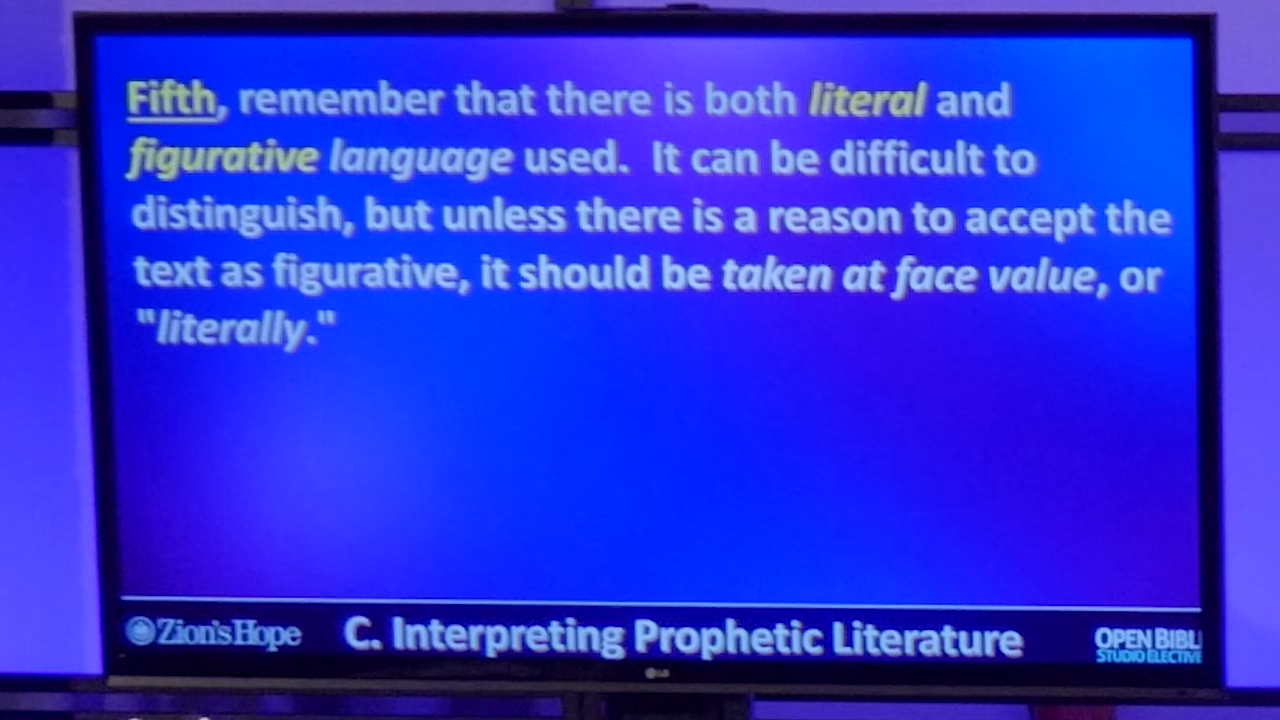 Fifth, remember that there is both literal and
figurative language used. It can be difficult to
distinguish, but unless there is a reason to accept the
text as figurative, it should be taken at face value, or
"literally."
Zion's Hope
C. Interpreting Prophetic Literature
OPEN BIBL
STUDIO ELECTIVE
LG